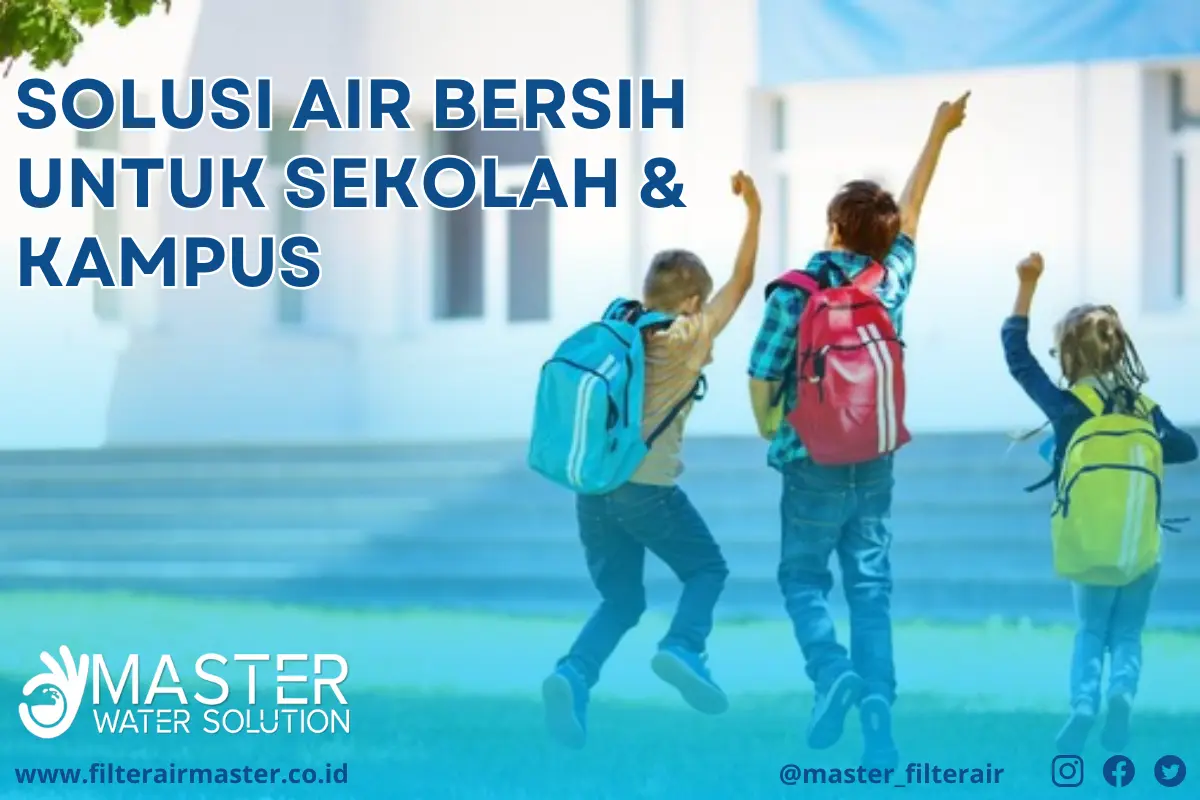 SOLUSI AIR BERSIH
UNTUK SEKOLAH &
KAMPUS
MASTER
WATER SOLUTION
www.filterairmaster.co.id
@master_filterair